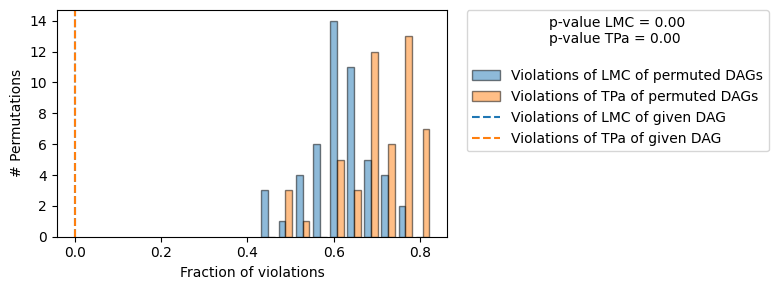 14
12
10
8
6
4
2
0
# Permutations
0.0 0.2 0.4 0.6 0.8
Fraction of violations
p-value LMC = 0.00
p-value TPa = 0.00
Violations of LMC of permuted DAGs
Violations of TPa of permuted DAGs
Violations of LMC of given DAG
Violations of TPa of given DAG